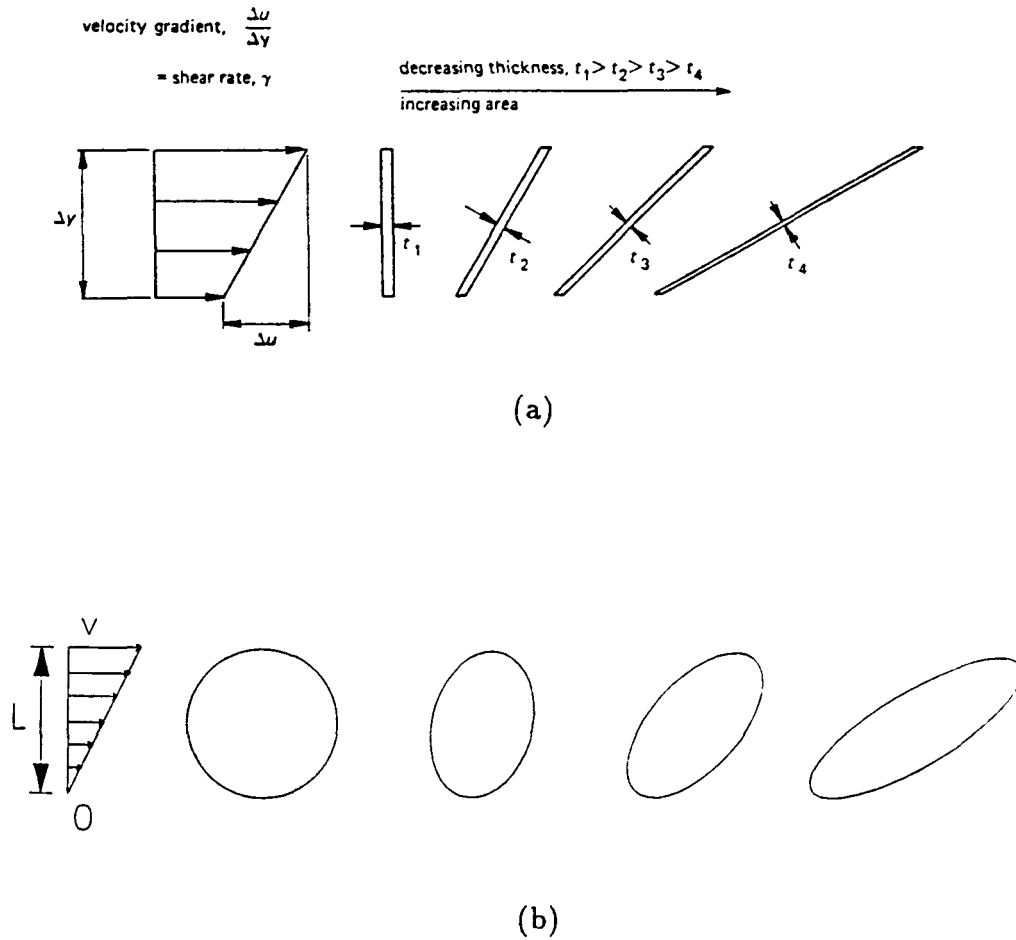 velocity gradient, Δu/Δy
= shear rate, γ
decreasing thickness, t₁ > t₂ > t₃ > t₄
increasing area
Δy
t₁
t₂
t₃
t₄
Δu
(a)
V
L
0
(b)